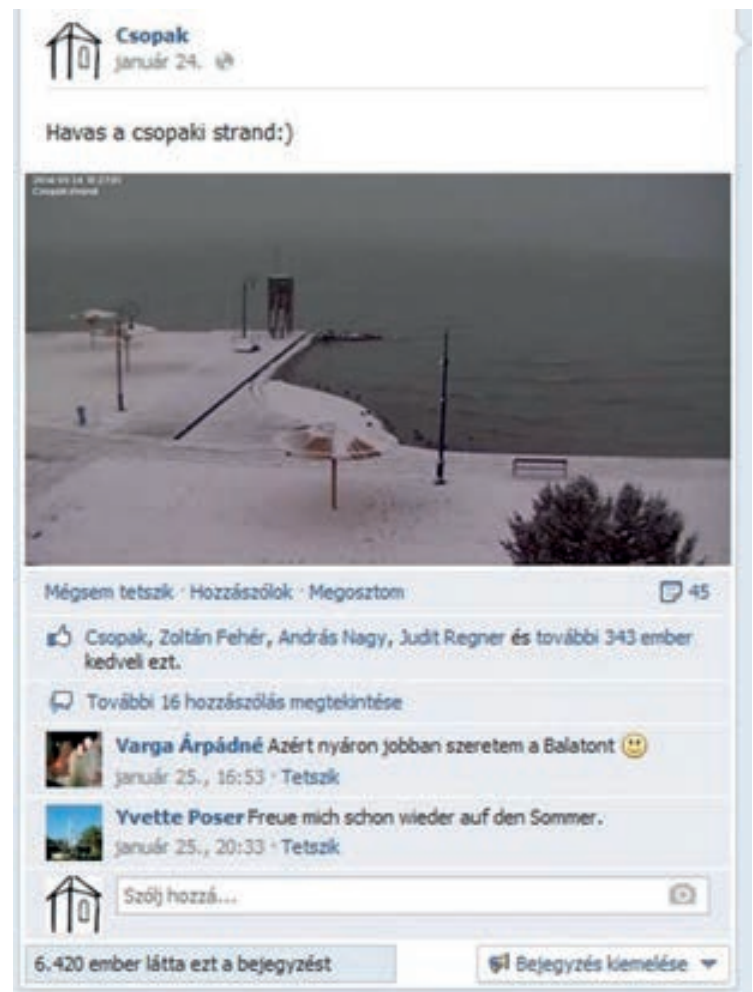 Csopak
január 24.
Havas a csopaki strand:)
Csopaki strand
Mégsem tetszik · Hozzászólok · Megosztom
45
Csopak, Zoltán Fehér, András Nagy, Judit Regner és további 343 ember
kedveli ezt.
További 16 hozzászólás megtekintése
Varga Árpádné Azért nyáron jobban szeretem a Balatont
január 25., 16:53 · Tetszik
Yvette Poser Freue mich schon wieder auf den Sommer.
január 25., 20:33 · Tetszik
Szólj hozzá...
6.420 ember látta ezt a bejegyzést
Bejegyzés kiemelése